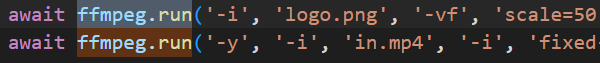 await ffmpeg.run('-i', 'logo.png', '-vf', 'scale=50
await ffmpeg.run('-y', '-i', 'in.mp4', '-i', 'fixed-